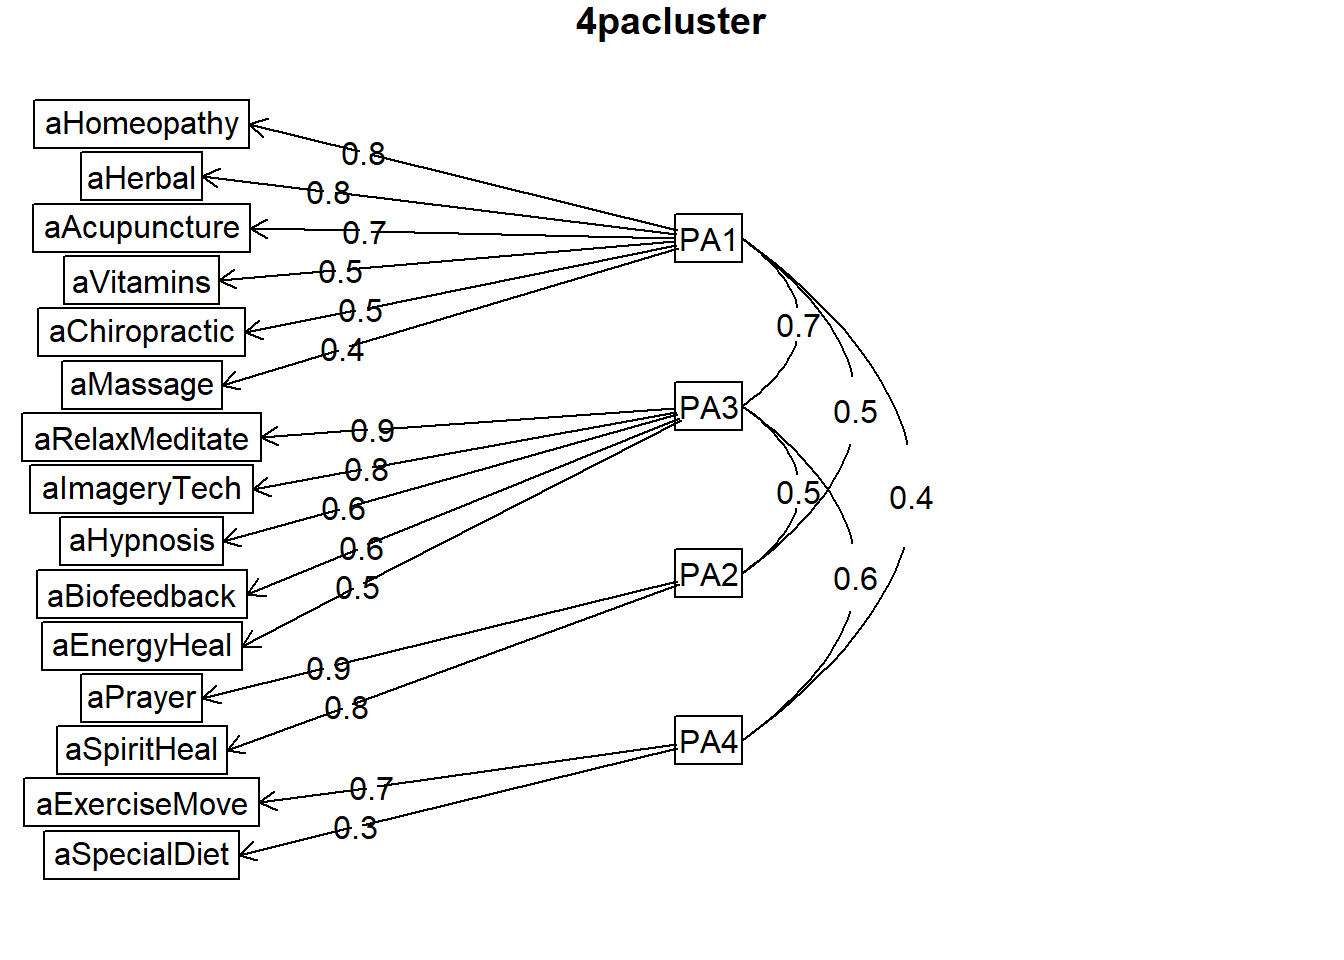 4pacluster
aHomeopathy
0.8
aHerbal
0.8
aAcupuncture
0.7
PA1
aVitamins
0.5
aChiropractic
0.5
0.7
aMassage
0.4
PA3
0.5
aRelaxMeditate
0.9
aImageryTech
0.8
0.5
0.4
aHypnosis
0.6
aBiofeedback
0.6
PA2
0.6
aEnergyHeal
0.5
aPrayer
0.9
aSpiritHeal
0.8
PA4
aExerciseMove
0.7
aSpecialDiet
0.3